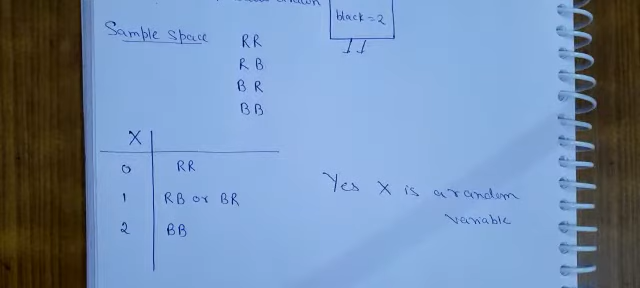 black = 2
Sample space
RR
RB
BR
BB
X
0 RR
1 RB or BR
2 BB
Yes X is a random
variable